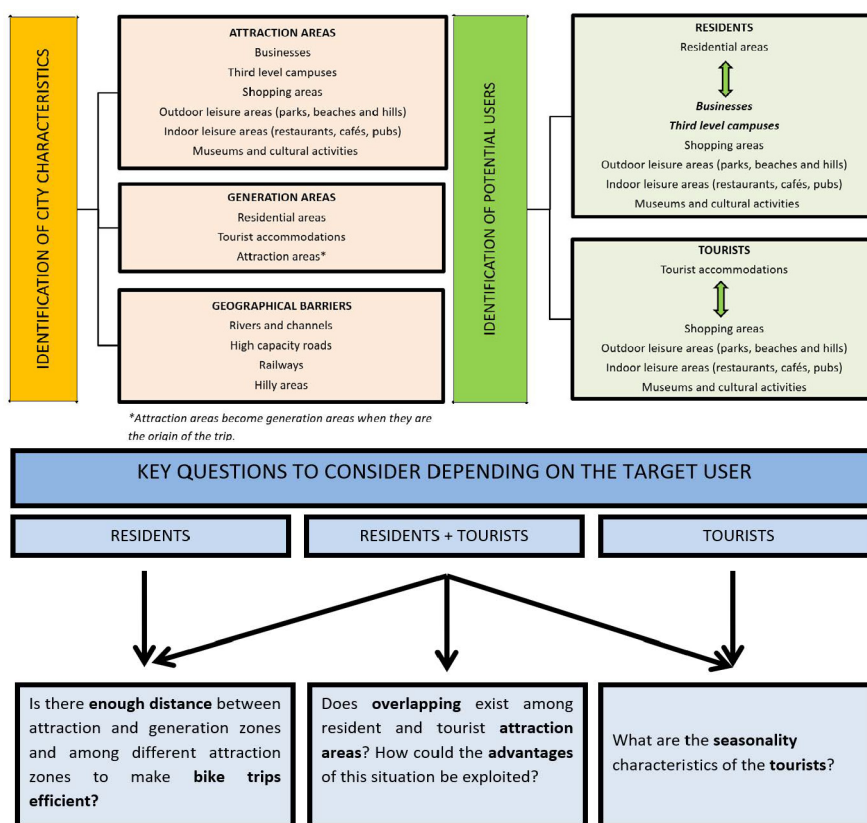 IDENTIFICATION OF CITY CHARACTERISTICS
ATTRACTION AREAS
Businesses
Third level campuses
Shopping areas
Outdoor leisure areas (parks, beaches and hills)
Indoor leisure areas (restaurants, cafés, pubs)
Museums and cultural activities
GENERATION AREAS
Residential areas
Tourist accommodations
Attraction areas*
GEOGRAPHICAL BARRIERS
Rivers and channels
High capacity roads
Railways
Hilly areas
*Attraction areas become generation areas when they are
the origin of the trip.
IDENTIFICATION OF POTENTIAL USERS
RESIDENTS
Residential areas
Businesses
Third level campuses
Shopping areas
Outdoor leisure areas (parks, beaches and hills)
Indoor leisure areas (restaurants, cafés, pubs)
Museums and cultural activities
TOURISTS
Tourist accommodations
Shopping areas
Outdoor leisure areas (parks, beaches and hills)
Indoor leisure areas (restaurants, cafés, pubs)
Museums and cultural activities
KEY QUESTIONS TO CONSIDER DEPENDING ON THE TARGET USER
RESIDENTS
RESIDENTS + TOURISTS
TOURISTS
Is there enough distance between
attraction and generation zones
and among different attraction
zones to make bike trips
efficient?
Does overlapping exist among
resident and tourist attraction
areas? How could the advantages
of this situation be exploited?
What are the seasonality
characteristics of the tourists?